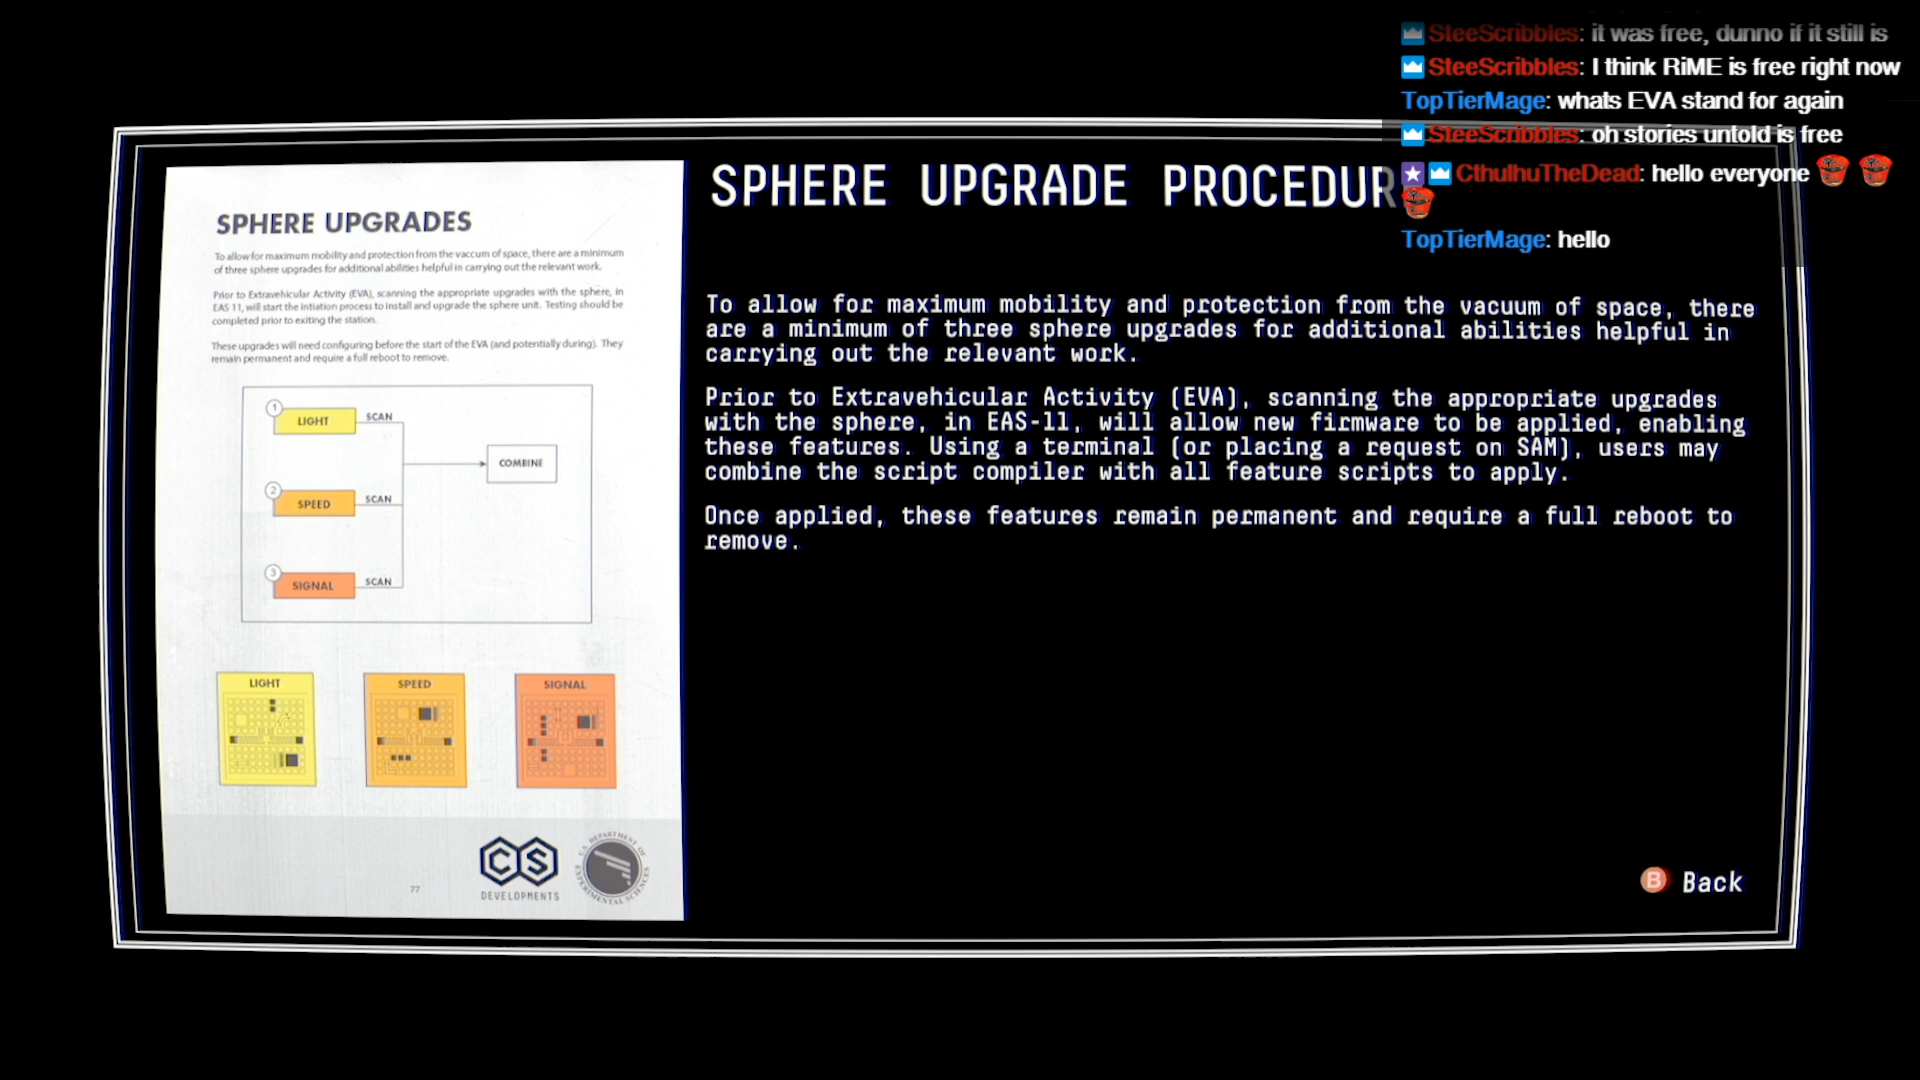 SteeScribbles: it was free, dunno if it still is
SteeScribbles: I think RiME is free right now
TopTierMage: whats EVA stand for again
SteeScribbles: oh stories untold is free
CthulhuTheDead: hello everyone
TopTierMage: hello
SPHERE UPGRADES
To allow for maximum mobility and protection from the vaccum of space, there are a minimum
of three sphere upgrades for additional abilities helpful in carrying out the relevant work.
Prior to Extravehicular Activity (EVA), scanning the appropriate upgrades with the sphere, in
EAS 11, will start the intiation process to install and upgrade the sphere unit. Testing should be
completed prior to exiting the station.
These upgrades will need configuring before the start of the EVA (and potentially during). They
remain permanent and require a full reboot to remove.
1
LIGHT
SCAN
COMBINE
2
SPEED
SCAN
3
SIGNAL
SCAN
LIGHT
SPEED
SIGNAL
77
CS
DEVELOPMENTS
U.S. DEPARTMENT OF
EXPERIMENTAL SCIENCES
SPHERE UPGRADE PROCEDUR
To allow for maximum mobility and protection from the vacuum of space, there
are a minimum of three sphere upgrades for additional abilities helpful in
carrying out the relevant work.
Prior to Extravehicular Activity (EVA), scanning the appropriate upgrades
with the sphere, in EAS-11, will allow new firmware to be applied, enabling
these features. Using a terminal (or placing a request on SAM), users may
combine the script compiler with all feature scripts to apply.
Once applied, these features remain permanent and require a full reboot to
remove.
B Back